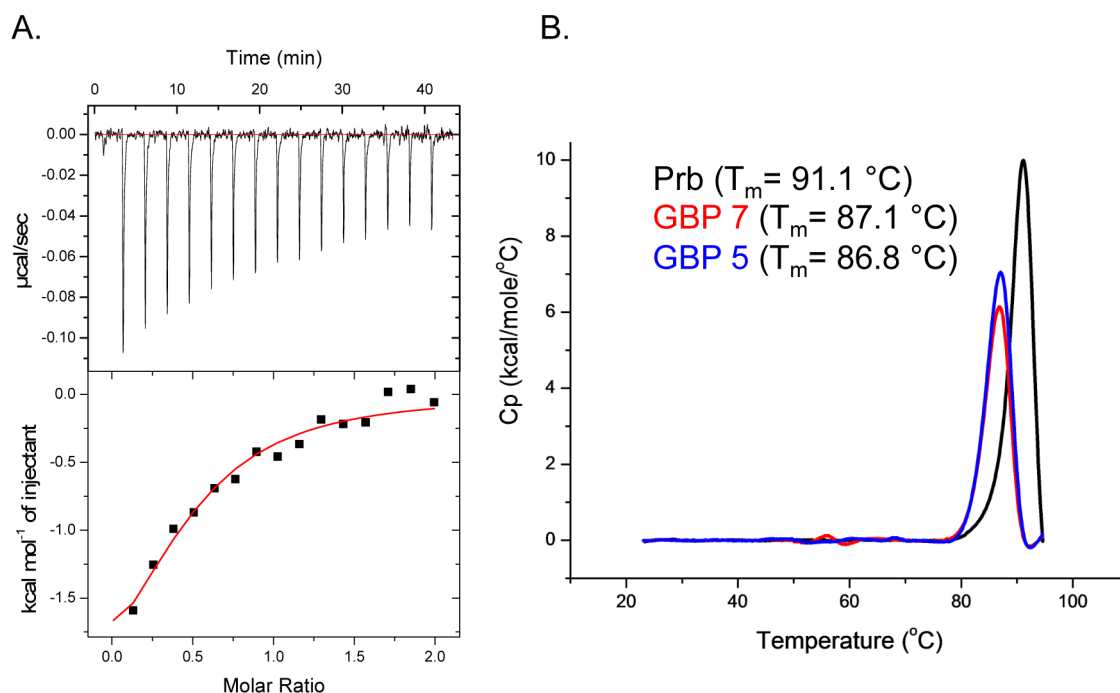 A.
Time (min)
0 10 20 30 40
0.00
-0.02
-0.04
-0.06
-0.08
-0.10
µcal/sec
0.0
-0.5
-1.0
-1.5
kcal mol⁻¹ of injectant
0.0 0.5 1.0 1.5 2.0
Molar Ratio
B.
Prb (Tm= 91.1 °C)
GBP 7 (Tm= 87.1 °C)
GBP 5 (Tm= 86.8 °C)
10
8
6
4
2
0
Cp (kcal/mole/°C)
20 40 60 80 100
Temperature (°C)